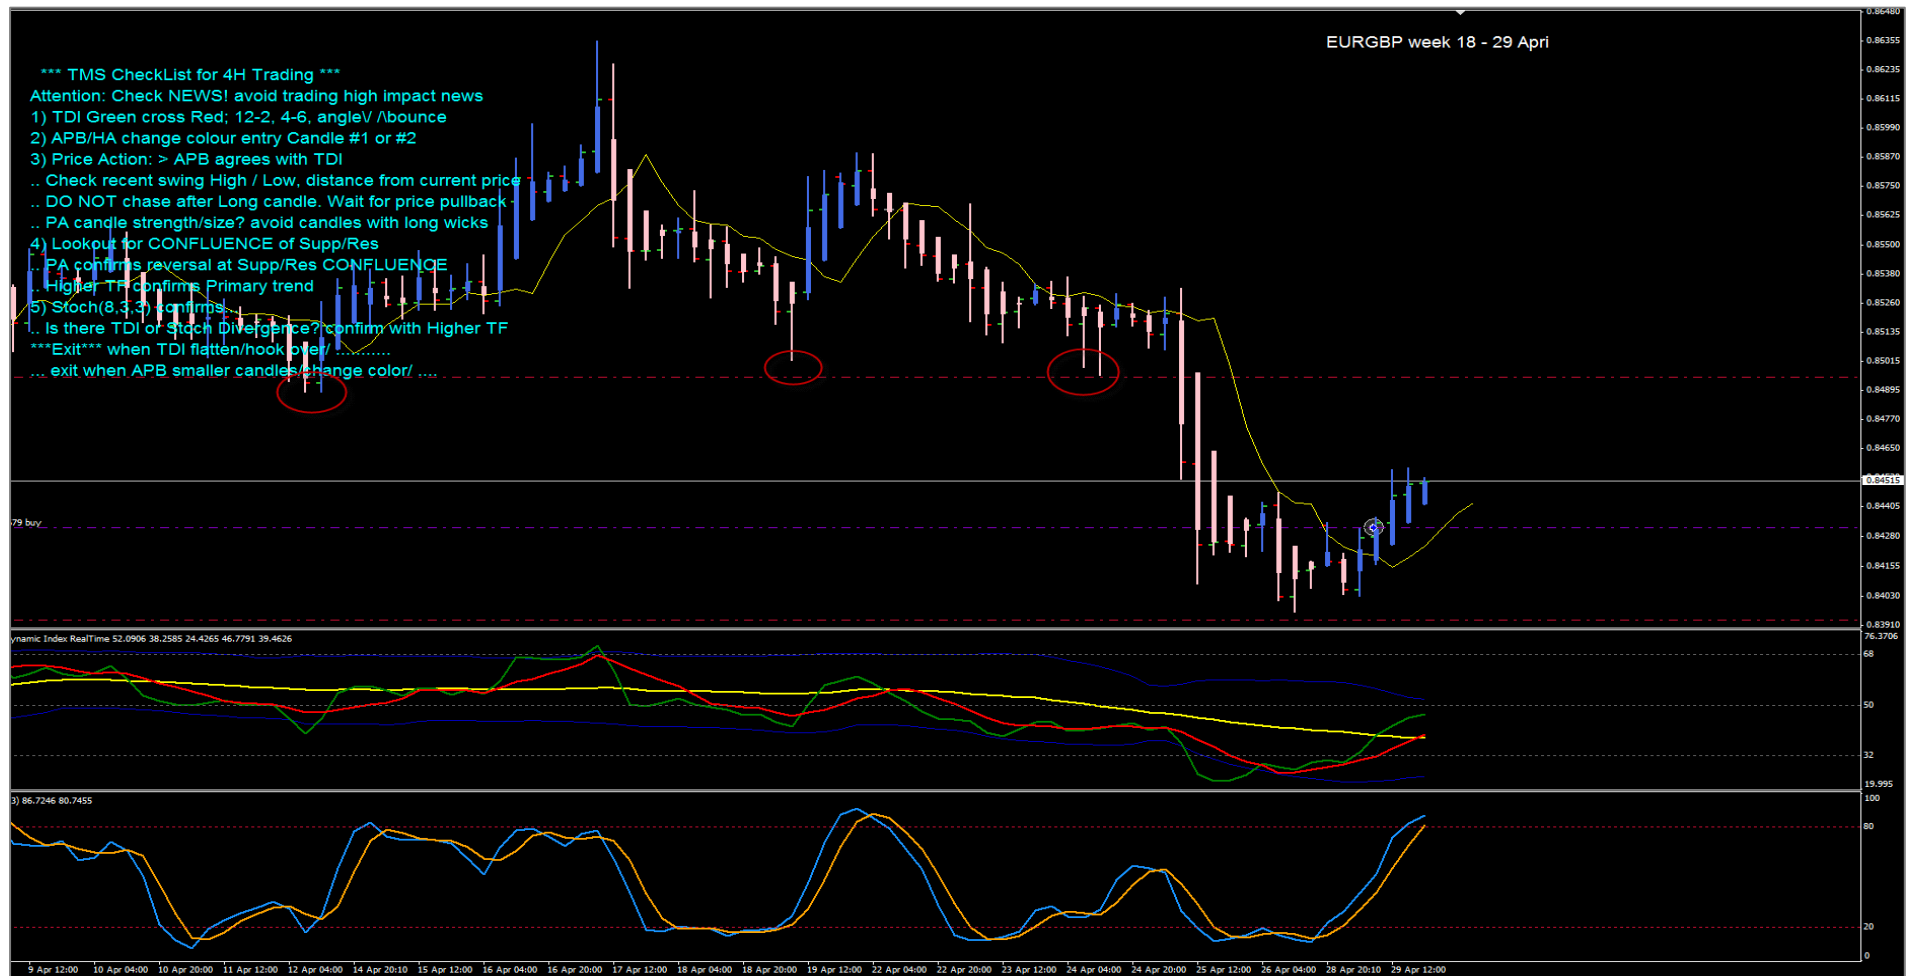 EURGBP week 18 - 29 Apri
*** TMS CheckList for 4H Trading ***
Attention: Check NEWS! avoid trading high impact news
1) TDI Green cross Red; 12-2, 4-6, angle\/ /\bounce
2) APB/HA change colour entry Candle #1 or #2
3) Price Action: > APB agrees with TDI
.. Check recent swing High / Low, distance from current price
.. DO NOT chase after Long candle. Wait for price pullback
.. PA candle strength/size? avoid candles with long wicks
4) Lookout for CONFLUENCE of Supp/Res
.. PA confirms reversal at Supp/Res CONFLUENCE
.. Higher TF confirms Primary trend
5) Stoch(8,3,3) confirms..
.. Is there TDI or Stoch Divergence? confirm with Higher TF
***Exit*** when TDI flatten/hook over/ ...........
... exit when APB smaller candles/change color/ ....
0.86480
0.86355
0.86235
0.86115
0.85990
0.85870
0.85750
0.85625
0.85500
0.85380
0.85260
0.85135
0.85015
0.84895
0.84770
0.84650
0.84515
0.84405
0.84280
0.84155
0.84030
0.83910
579 buy
ynamic Index RealTime 52.0906 38.2585 24.4265 46.7791 39.4626
76.3706
68
50
32
19.995
3) 86.7246 80.7455
100
80
20
0
9 Apr 12:00 10 Apr 04:00 10 Apr 20:00 11 Apr 12:00 12 Apr 04:00 14 Apr 20:10 15 Apr 12:00 16 Apr 04:00 16 Apr 20:00 17 Apr 12:00 18 Apr 04:00 18 Apr 20:00 19 Apr 12:00 22 Apr 04:00 22 Apr 20:00 23 Apr 12:00 24 Apr 04:00 24 Apr 20:00 25 Apr 12:00 26 Apr 04:00 28 Apr 20:10 29 Apr 12:00